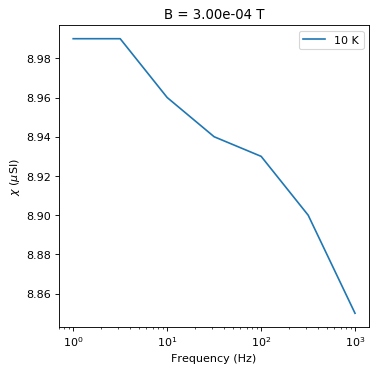 B = 3.00e-04 T
10 K
8.98
8.96
8.94
8.92
8.90
8.88
8.86
χ (μSI)
10⁰
10¹
10²
10³
Frequency (Hz)